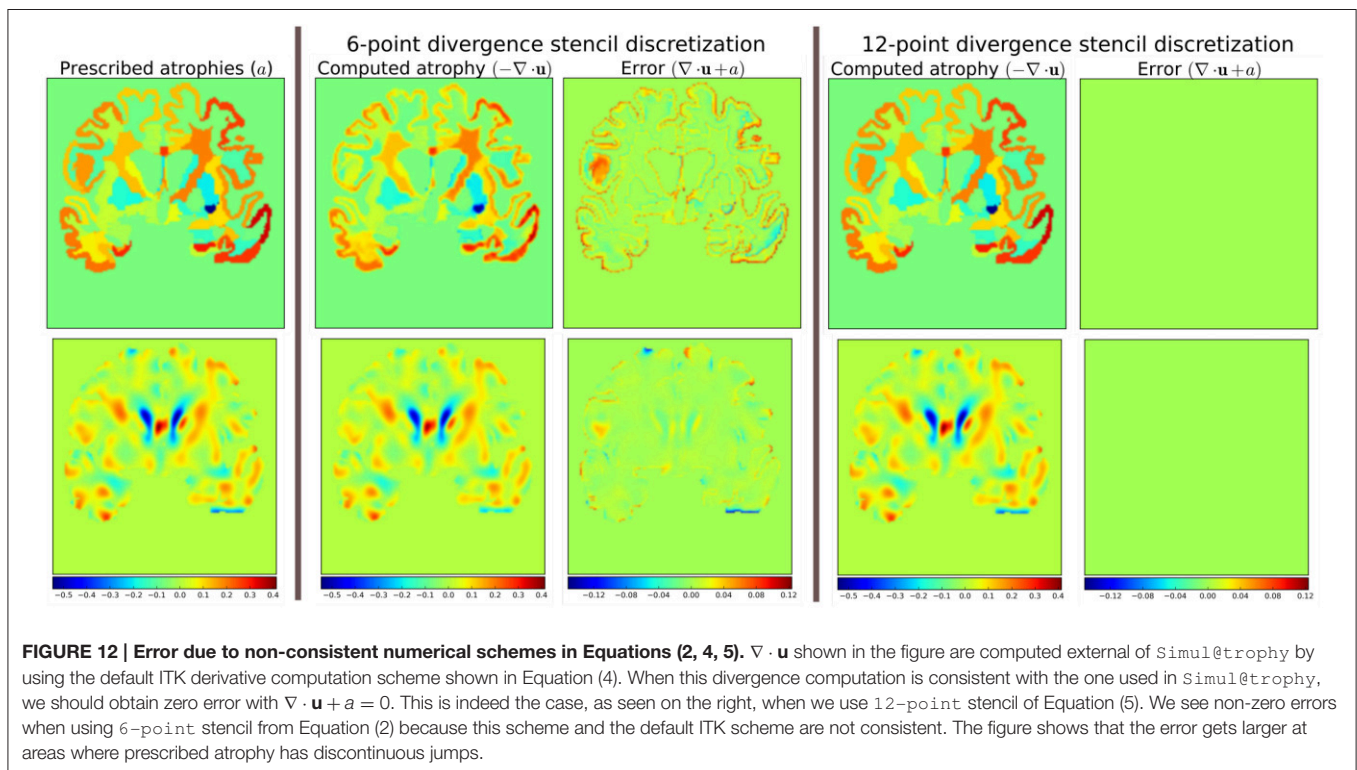 6-point divergence stencil discretization
12-point divergence stencil discretization
Prescribed atrophies (a)
Computed atrophy (−∇ · u)
Error (∇ · u + a)
Computed atrophy (−∇ · u)
Error (∇ · u + a)
−0.5 −0.4 −0.3 −0.2 −0.1 0.0 0.1 0.2 0.3 0.4
−0.5 −0.4 −0.3 −0.2 −0.1 0.0 0.1 0.2 0.3 0.4
−0.12 −0.08 −0.04 0.00 0.04 0.08 0.12
−0.5 −0.4 −0.3 −0.2 −0.1 0.0 0.1 0.2 0.3 0.4
−0.12 −0.08 −0.04 0.00 0.04 0.08 0.12
FIGURE 12 | Error due to non-consistent numerical schemes in Equations (2, 4, 5). ∇ · u shown in the figure are computed external of Simul@trophy by
using the default ITK derivative computation scheme shown in Equation (4). When this divergence computation is consistent with the one used in Simul@trophy,
we should obtain zero error with ∇ · u + a = 0. This is indeed the case, as seen on the right, when we use 12-point stencil of Equation (5). We see non-zero errors
when using 6-point stencil from Equation (2) because this scheme and the default ITK scheme are not consistent. The figure shows that the error gets larger at
areas where prescribed atrophy has discontinuous jumps.